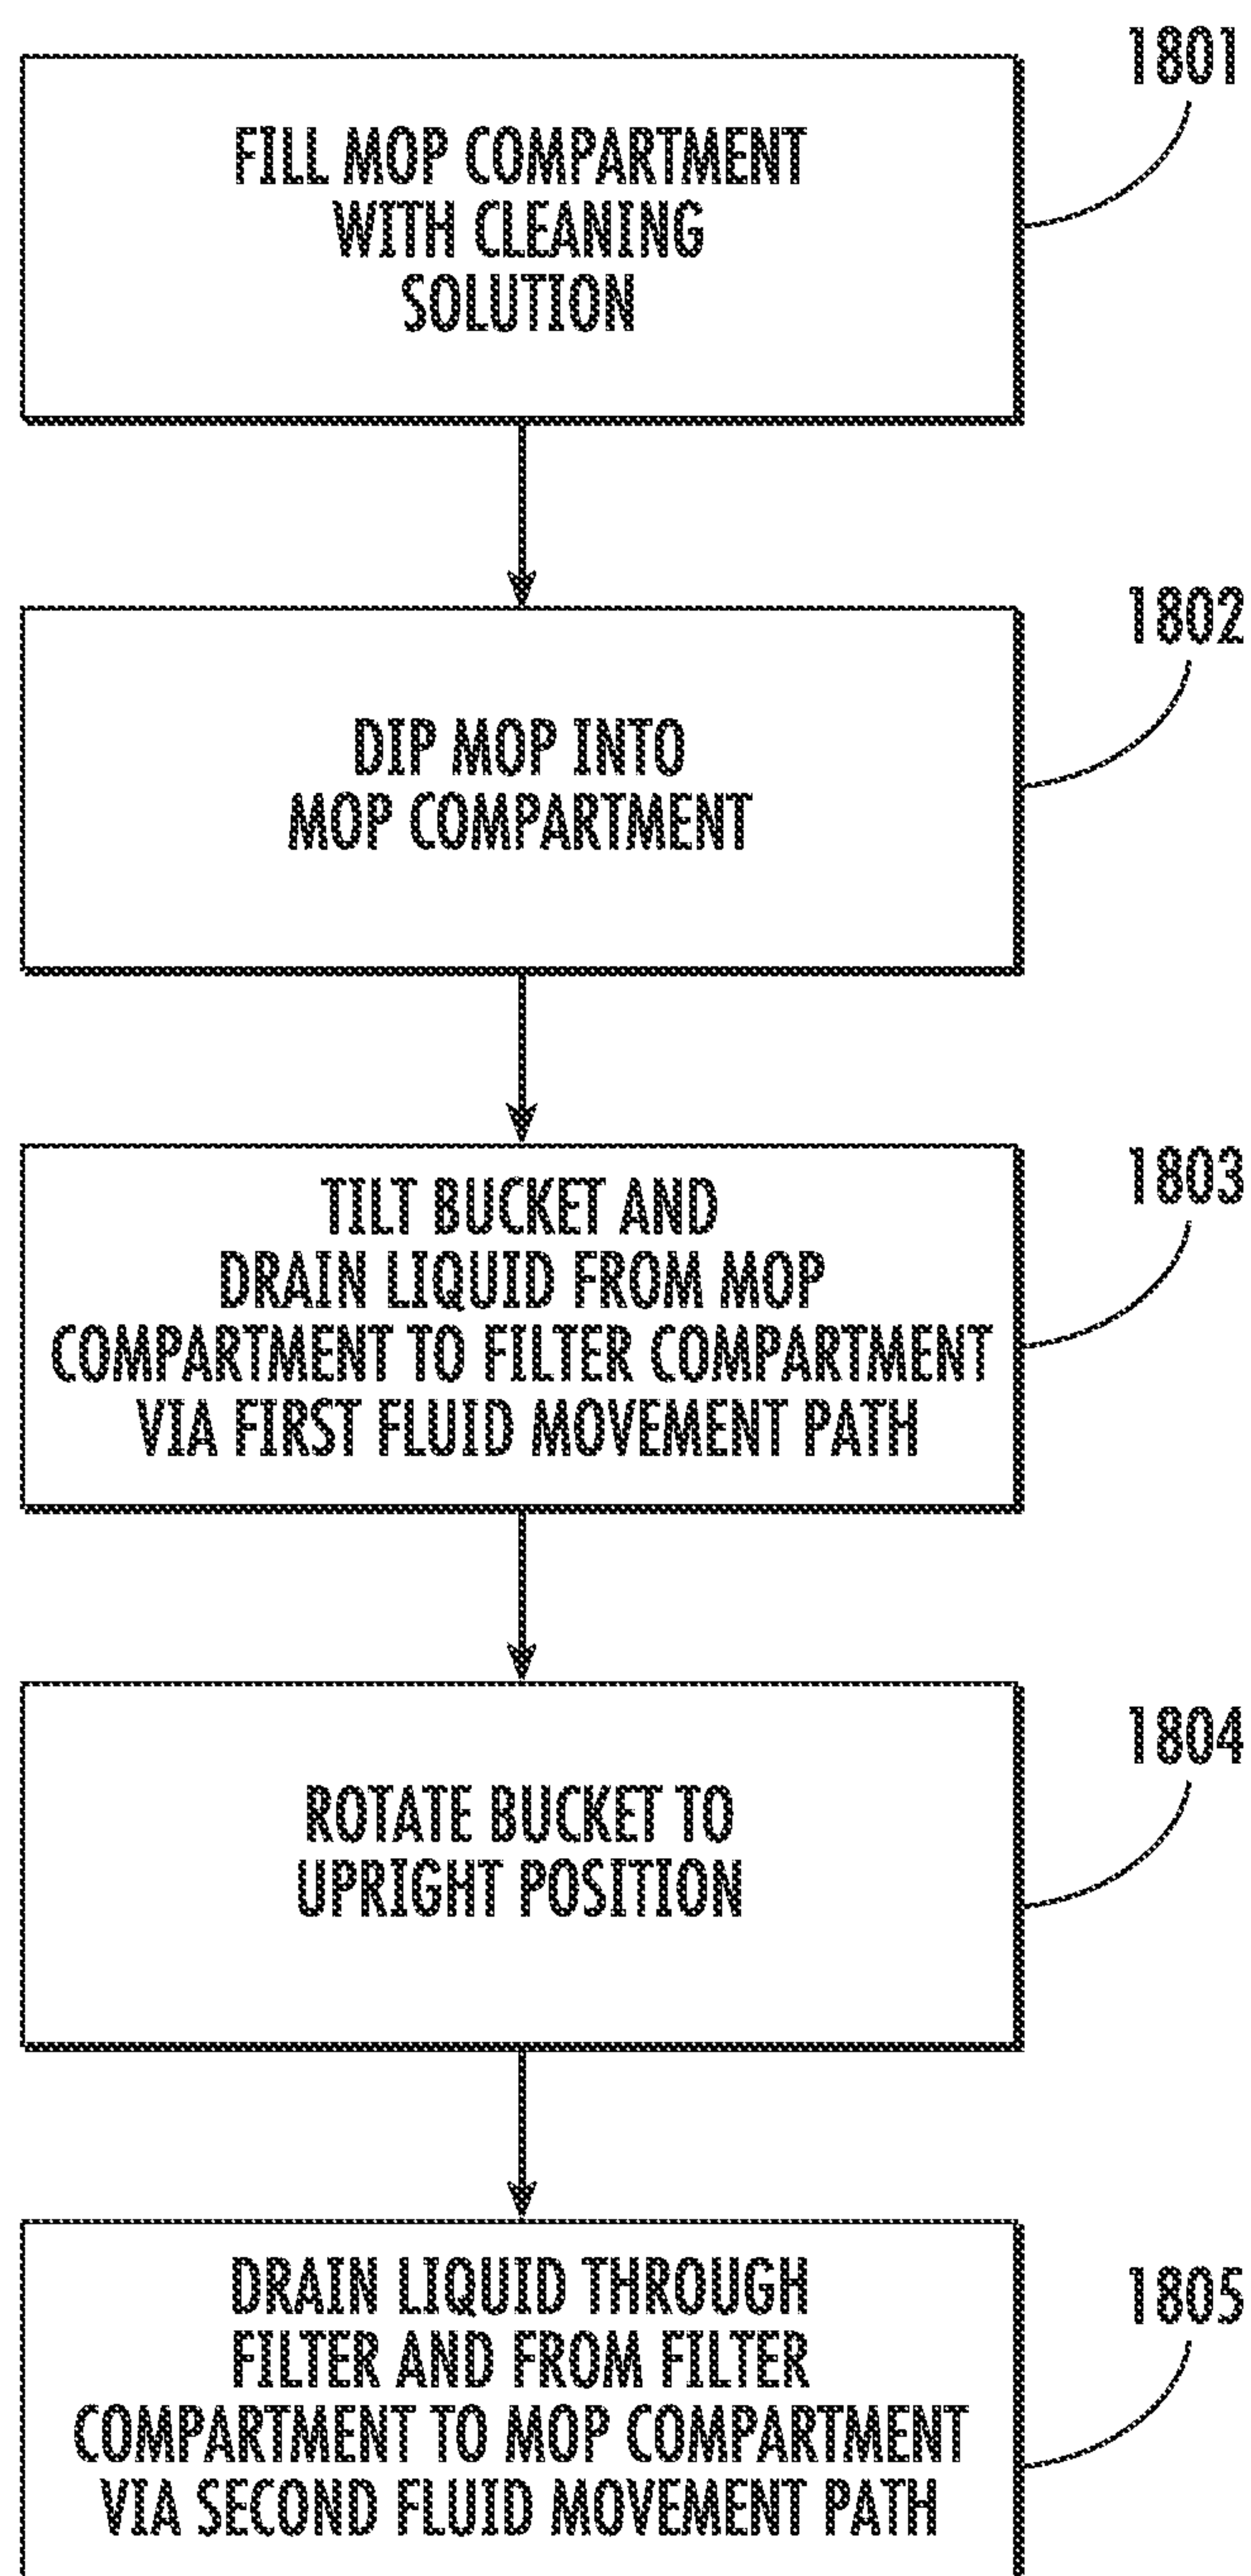 1801
FILL MOP COMPARTMENT
WITH CLEANING
SOLUTION
1802
DIP MOP INTO
MOP COMPARTMENT
1803
TILT BUCKET AND
DRAIN LIQUID FROM MOP
COMPARTMENT TO FILTER COMPARTMENT
VIA FIRST FLUID MOVEMENT PATH
1804
ROTATE BUCKET TO
UPRIGHT POSITION
1805
DRAIN LIQUID THROUGH
FILTER AND FROM FILTER
COMPARTMENT TO MOP COMPARTMENT
VIA SECOND FLUID MOVEMENT PATH